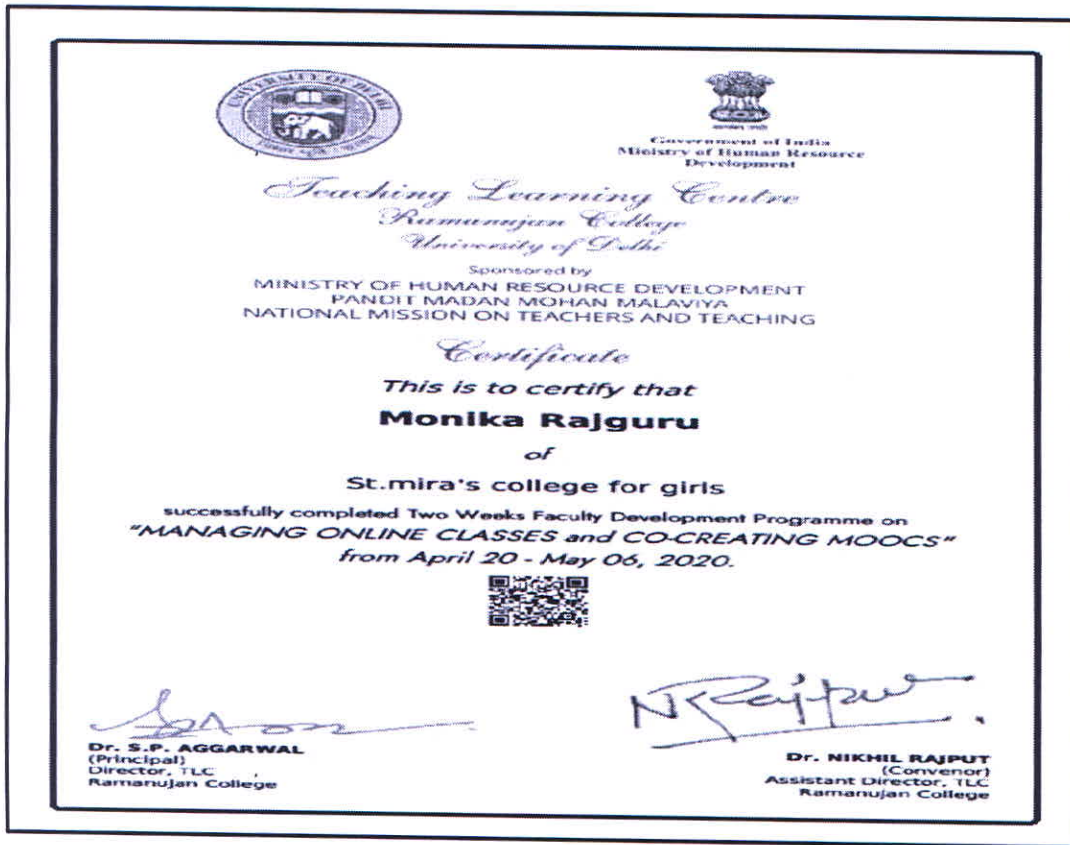 UNIVERSITY OF DELHI
Government of India
Ministry of Human Resource
Development
Teaching Learning Centre
Ramanujan College
University of Delhi
Sponsored by
MINISTRY OF HUMAN RESOURCE DEVELOPMENT
PANDIT MADAN MOHAN MALAVIYA
NATIONAL MISSION ON TEACHERS AND TEACHING
Certificate
This is to certify that
Monika Rajguru
of
St.mira's college for girls
successfully completed Two Weeks Faculty Development Programme on
"MANAGING ONLINE CLASSES and CO-CREATING MOOCS"
from April 20 - May 06, 2020.
NRajput
Dr. S.P. AGGARWAL
(Principal)
Director, TLC
Ramanujan College
Dr. NIKHIL RAJPUT
(Convenor)
Assistant Director, TLC
Ramanujan College